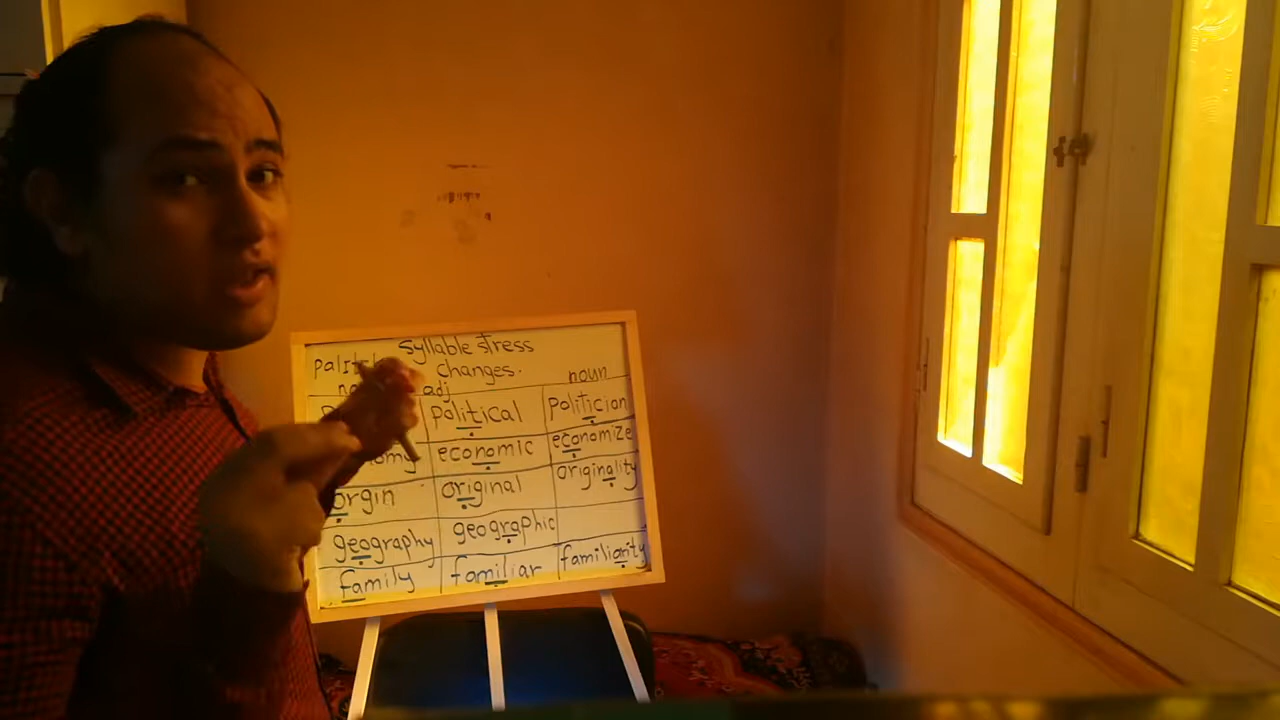 Syllable stress
changes.
adj noun
political politician
economic economize
orgin original originality
geography geographic
family familiar familiarity